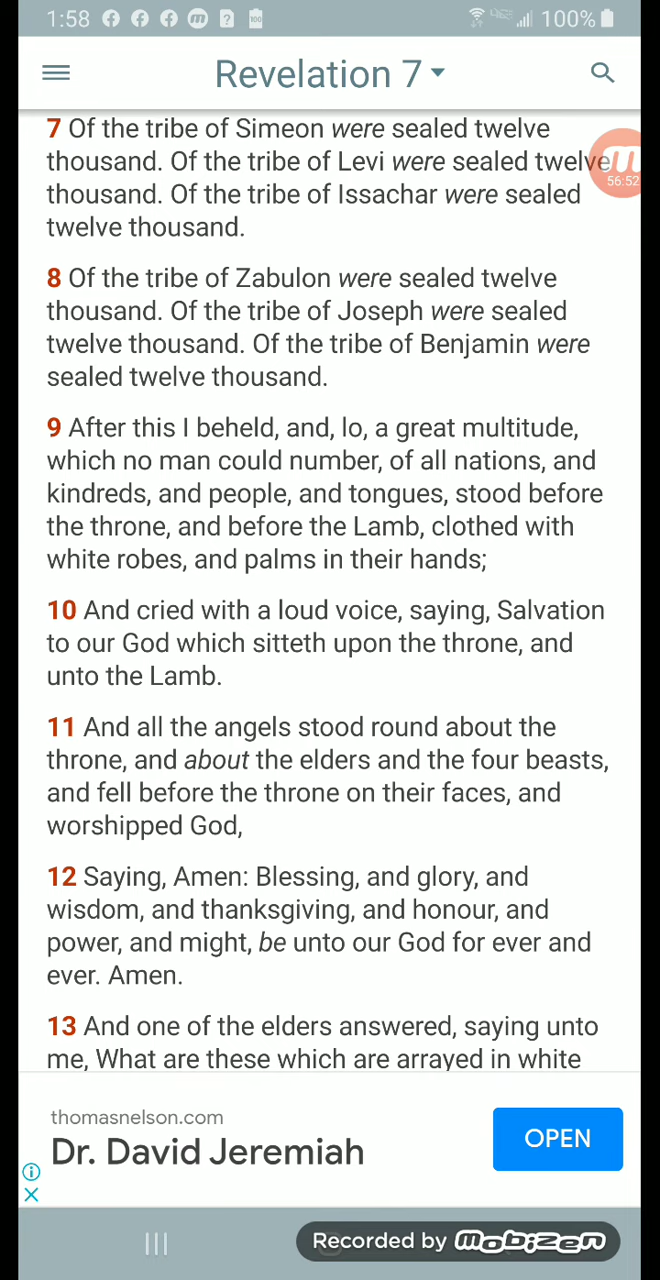 1:58 100%
Revelation 7
7 Of the tribe of Simeon were sealed twelve
thousand. Of the tribe of Levi were sealed twelve
thousand. Of the tribe of Issachar were sealed
twelve thousand.
56:52
8 Of the tribe of Zabulon were sealed twelve
thousand. Of the tribe of Joseph were sealed
twelve thousand. Of the tribe of Benjamin were
sealed twelve thousand.
9 After this I beheld, and, lo, a great multitude,
which no man could number, of all nations, and
kindreds, and people, and tongues, stood before
the throne, and before the Lamb, clothed with
white robes, and palms in their hands;
10 And cried with a loud voice, saying, Salvation
to our God which sitteth upon the throne, and
unto the Lamb.
11 And all the angels stood round about the
throne, and about the elders and the four beasts,
and fell before the throne on their faces, and
worshipped God,
12 Saying, Amen: Blessing, and glory, and
wisdom, and thanksgiving, and honour, and
power, and might, be unto our God for ever and
ever. Amen.
13 And one of the elders answered, saying unto
me, What are these which are arrayed in white
thomasnelson.com
Dr. David Jeremiah
OPEN
Recorded by mobizen